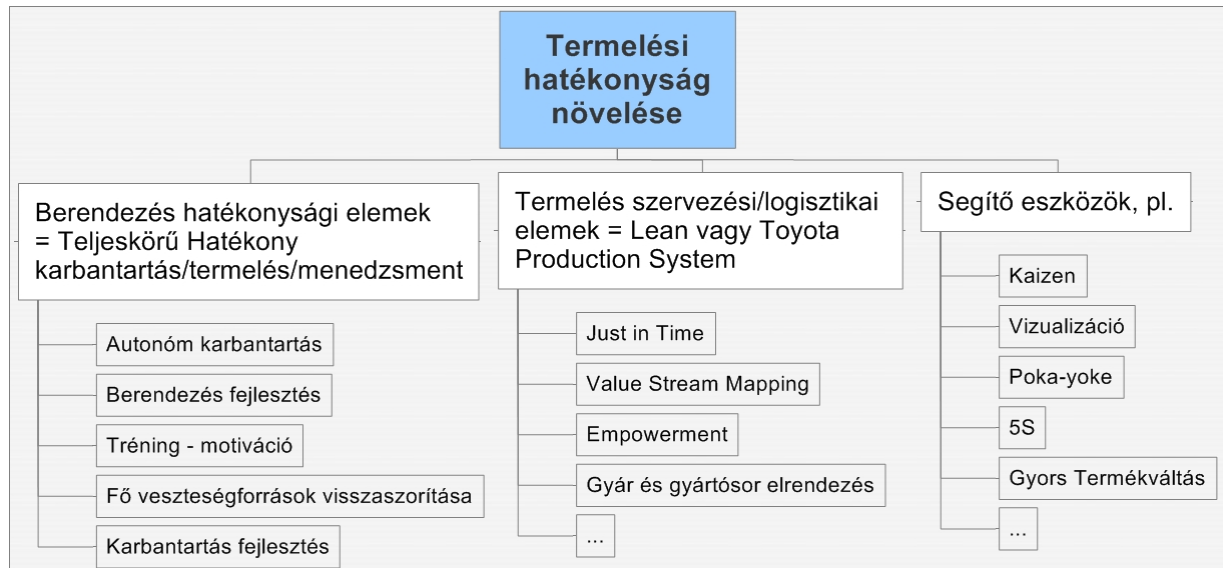 Termelési
hatékonyság
növelése
Berendezés hatékonysági elemek
= Teljeskörű Hatékony
karbantartás/termelés/menedzsment
Autonóm karbantartás
Berendezés fejlesztés
Tréning - motiváció
Fő veszteségforrások visszaszorítása
Karbantartás fejlesztés
Termelés szervezési/logisztikai
elemek = Lean vagy Toyota
Production System
Just in Time
Value Stream Mapping
Empowerment
Gyár és gyártósor elrendezés
...
Segítő eszközök, pl.
Kaizen
Vizualizáció
Poka-yoke
5S
Gyors Termékváltás
...